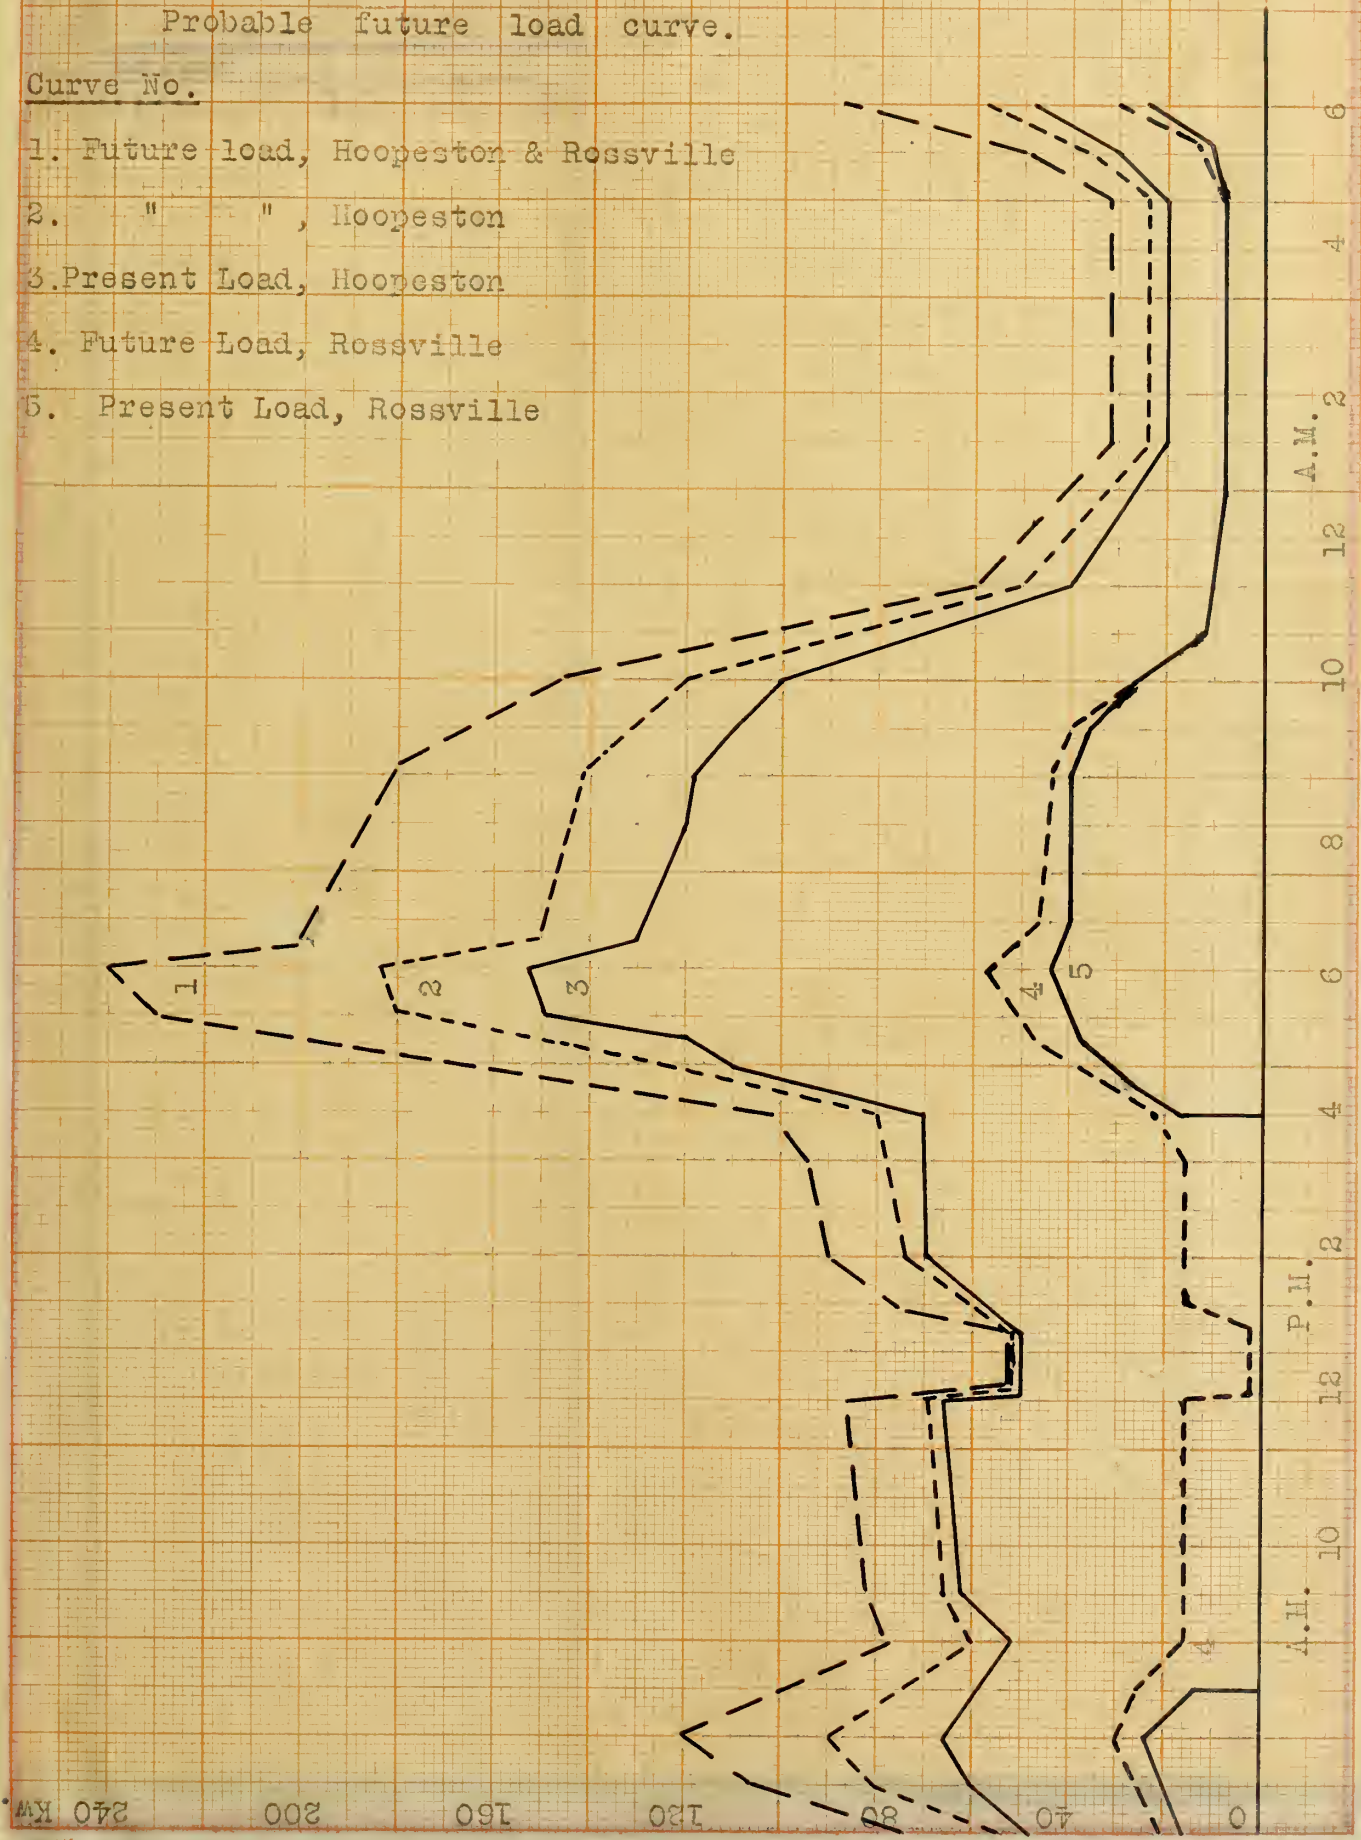 Probable future load curve.
Curve No.
1. Future load, Hoopeston & Rossville
2. " " , Hoopeston
3.Present Load, Hoopeston
4. Future Load, Rossville
5. Present Load, Rossville
6
4
2
A.M.
12
10
8
6
4
2
P.M.
12
10
A.M.
1
2
3
4
5
4
Kw. 240 200 160 120 80 40 0